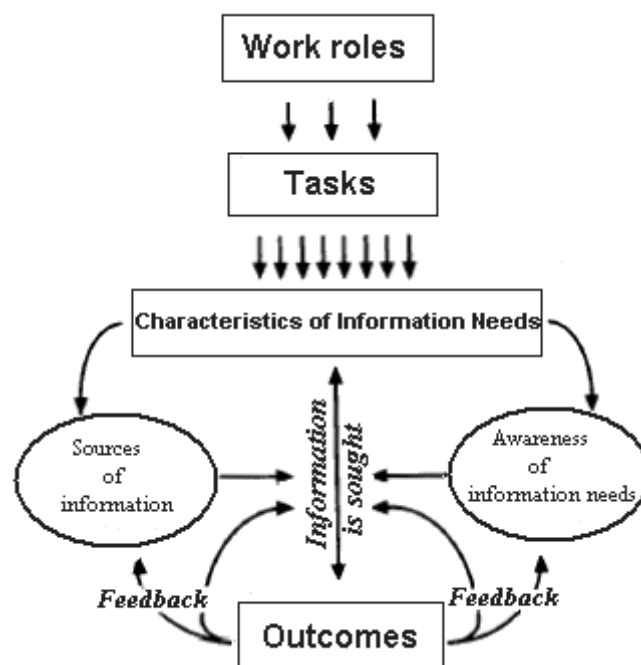 Work roles
Tasks
Characteristics of Information Needs
Sources
of
information
Information
is sought
Awareness
of
information needs
Feedback
Feedback
Outcomes